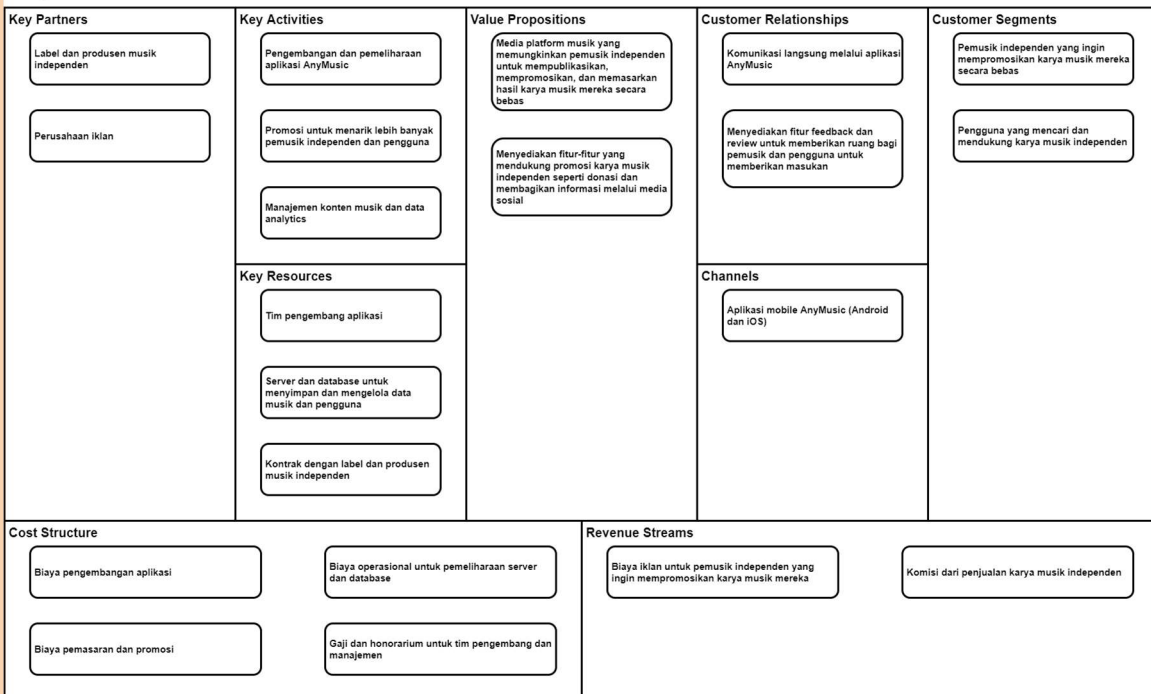 Key Partners
Label dan produsen musik
independen
Perusahaan iklan
Key Activities
Pengembangan dan pemeliharaan
aplikasi AnyMusic
Promosi untuk menarik lebih banyak
pemusik independen dan pengguna
Manajemen konten musik dan data
analytics
Key Resources
Tim pengembang aplikasi
Server dan database untuk
menyimpan dan mengelola data
musik dan pengguna
Kontrak dengan label dan produsen
musik independen
Value Propositions
Media platform musik yang
memungkinkan pemusik independen
untuk mempublikasikan,
mempromosikan, dan memasarkan
hasil karya musik mereka secara
bebas
Menyediakan fitur-fitur yang
mendukung promosi karya musik
independen seperti donasi dan
membagikan informasi melalui media
sosial
Customer Relationships
Komunikasi langsung melalui aplikasi
AnyMusic
Menyediakan fitur feedback dan
review untuk memberikan ruang bagi
pemusik dan pengguna untuk
memberikan masukan
Channels
Aplikasi mobile AnyMusic (Android
dan iOS)
Customer Segments
Pemusik independen yang ingin
mempromosikan karya musik mereka
secara bebas
Pengguna yang mencari dan
mendukung karya musik independen
Cost Structure
Biaya pengembangan aplikasi
Biaya operasional untuk pemeliharaan server
dan database
Biaya pemasaran dan promosi
Gaji dan honorarium untuk tim pengembang dan
manajemen
Revenue Streams
Biaya iklan untuk pemusik independen yang
ingin mempromosikan karya musik mereka
Komisi dari penjualan karya musik independen